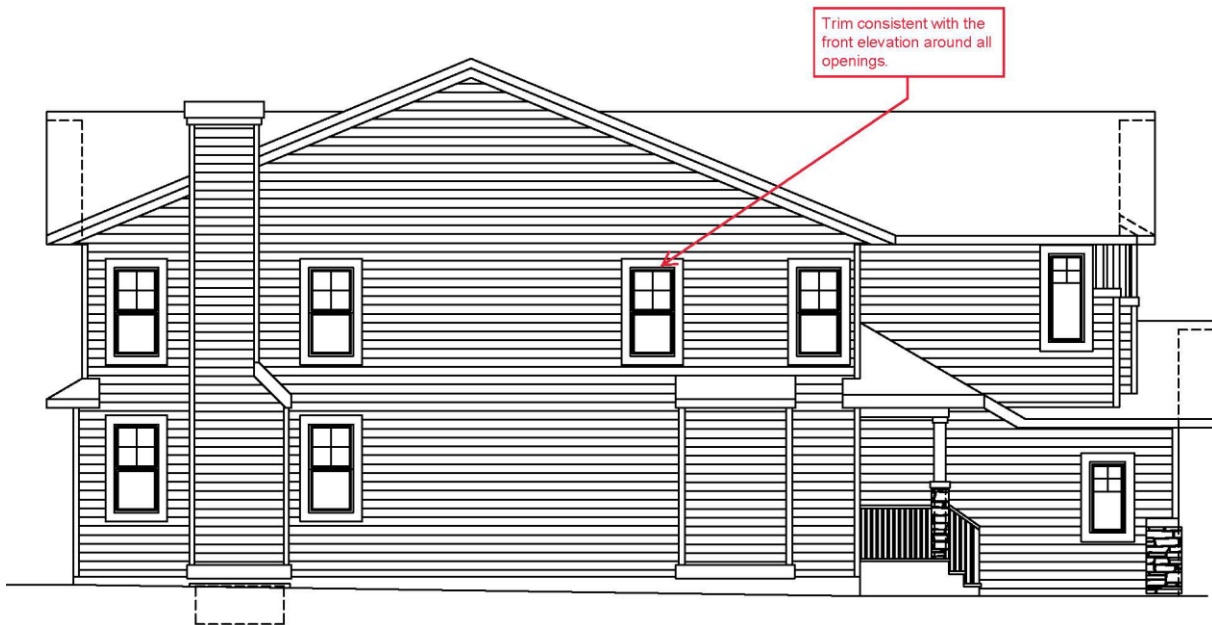 Trim consistent with the
front elevation around all
openings.